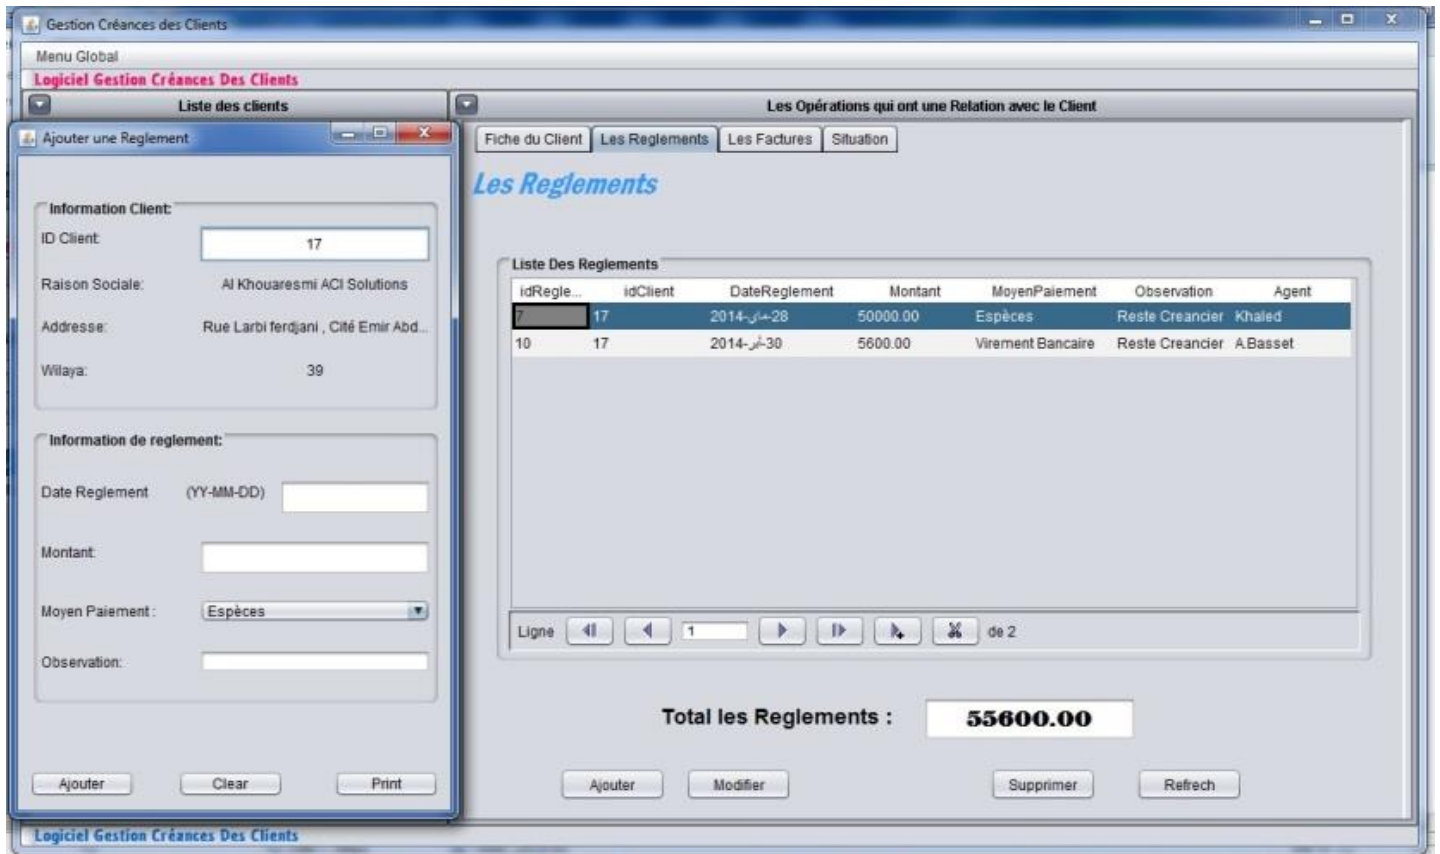 Gestion Créances des Clients
Menu Global
Logiciel Gestion Créances Des Clients
Liste des clients
Les Opérations qui ont une Relation avec le Client
Ajouter une Reglement
Information Client:
ID Client: 17
Raison Sociale: Al Khouaresmi ACI Solutions
Addresse: Rue Larbi ferdjani , Cité Emir Abd...
Wilaya: 39
Information de reglement:
Date Reglement (YY-MM-DD)
Montant:
Moyen Paiement : Espèces
Observation:
Ajouter Clear Print
Fiche du Client Les Reglements Les Factures Situation
Les Reglements
Liste Des Reglements
idRegle... idClient DateReglement Montant MoyenPaiement Observation Agent
7 17 28-ماي-2014 50000.00 Espèces Reste Creancier Khaled
10 17 30-2014 5600.00 Virement Bancaire Reste Creancier A.Basset
Ligne 1 de 2
Total les Reglements : 55600.00
Ajouter Modifier Supprimer Refrech
Logiciel Gestion Créances Des Clients